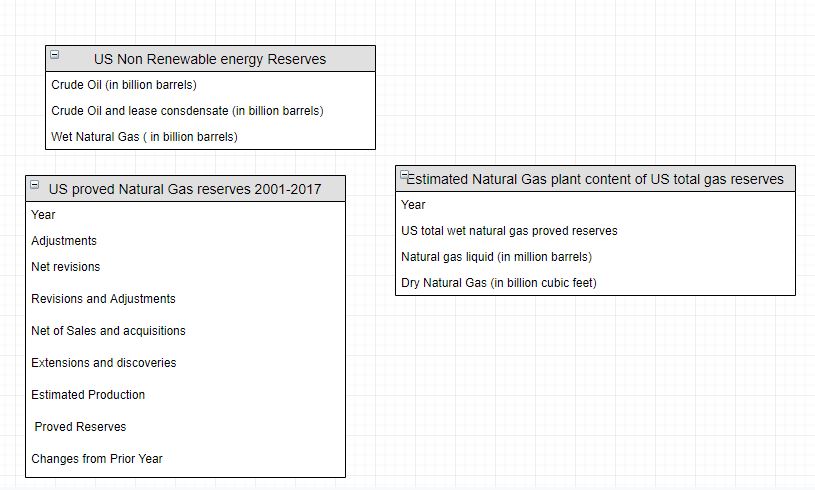 US Non Renewable energy Reserves
Crude Oil (in billion barrels)
Crude Oil and lease consdensate (in billion barrels)
Wet Natural Gas ( in billion barrels)
US proved Natural Gas reserves 2001-2017
Year
Adjustments
Net revisions
Revisions and Adjustments
Net of Sales and acquisitions
Extensions and discoveries
Estimated Production
Proved Reserves
Changes from Prior Year
Estimated Natural Gas plant content of US total gas reserves
Year
US total wet natural gas proved reserves
Natural gas liquid (in million barrels)
Dry Natural Gas (in billion cubic feet)